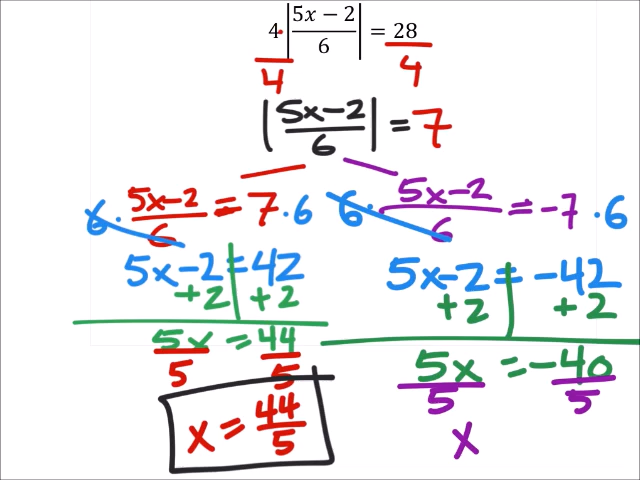 4·|(5x − 2)/6| = 28
4 4
|(5x−2)/6| = 7
6·(5x−2)/6 = 7·6 6·(5x−2)/6 = −7·6
5x−2 = 42 5x−2 = −42
+2 +2 +2 +2
5x = 44 5x = −40
5 5 5 5
x = 44/5 x